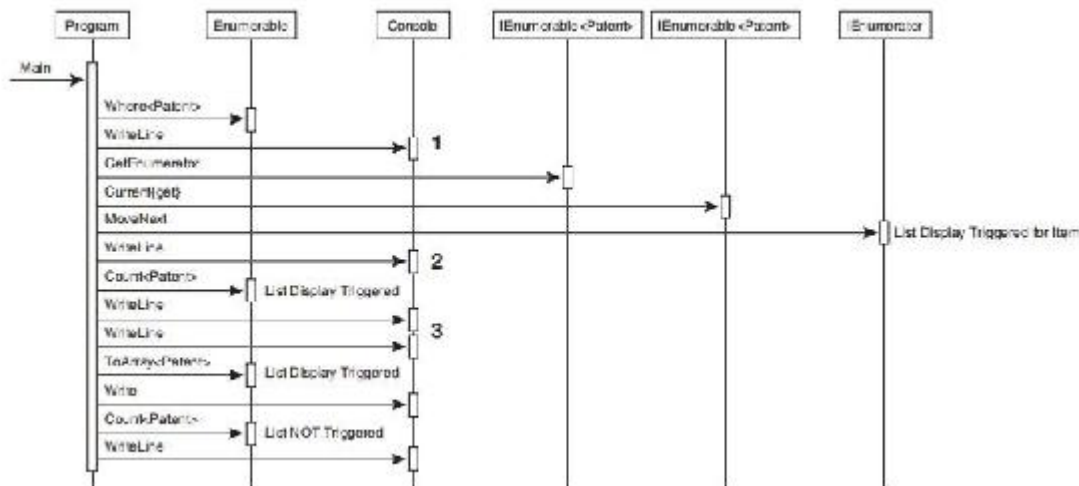 Program Enumerable Console IEnumerable<Patent> IEnumerable<Patent> IEnumerator
Main
Where<Patent>
WriteLine 1
GetEnumerator
Current{get}
MoveNext List Display Triggered for Item
WriteLine 2
Count<Patent> List Display Triggered
WriteLine
WriteLine 3
ToArray<Patent> List Display Triggered
Write
Count<Patent> List NOT Triggered
WriteLine